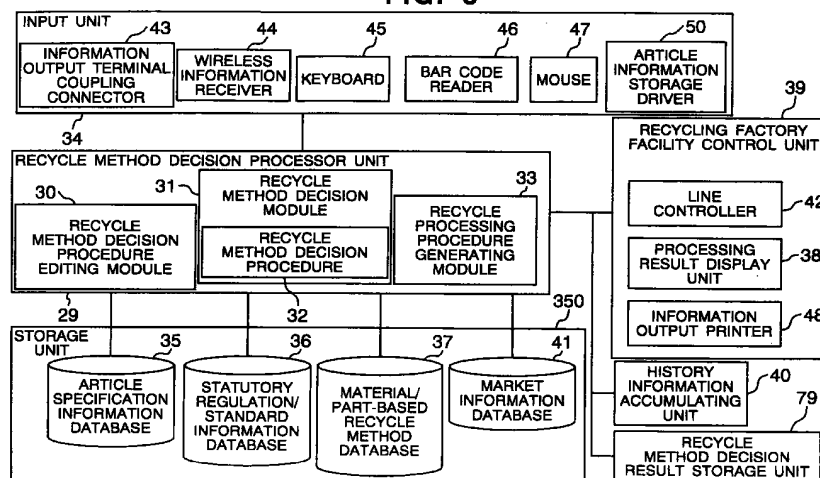 INPUT UNIT
43
44
45
46
47
50
INFORMATION
OUTPUT TERMINAL
COUPLING
CONNECTOR
WIRELESS
INFORMATION
RECEIVER
KEYBOARD
BAR CODE
READER
MOUSE
ARTICLE
INFORMATION
STORAGE
DRIVER
34
39
RECYCLING FACTORY
FACILITY CONTROL UNIT
LINE
CONTROLLER
42
PROCESSING
RESULT DISPLAY
UNIT
38
INFORMATION
OUTPUT PRINTER
48
RECYCLE METHOD DECISION PROCESSOR UNIT
30
31
33
RECYCLE
METHOD DECISION
PROCEDURE
EDITING MODULE
RECYCLE
METHOD DECISION
MODULE
RECYCLE
METHOD DECISION
PROCEDURE
RECYCLE
PROCESSING
PROCEDURE
GENERATING
MODULE
29
32
350
STORAGE
UNIT
35
36
37
41
ARTICLE
SPECIFICATION
INFORMATION
DATABASE
STATUTORY
REGULATION/
STANDARD
INFORMATION
DATABASE
MATERIAL/
PART-BASED
RECYCLE
METHOD
DATABASE
MARKET
INFORMATION
DATABASE
HISTORY
INFORMATION
ACCUMULATING
UNIT
40
79
RECYCLE
METHOD DECISION
RESULT STORAGE UNIT